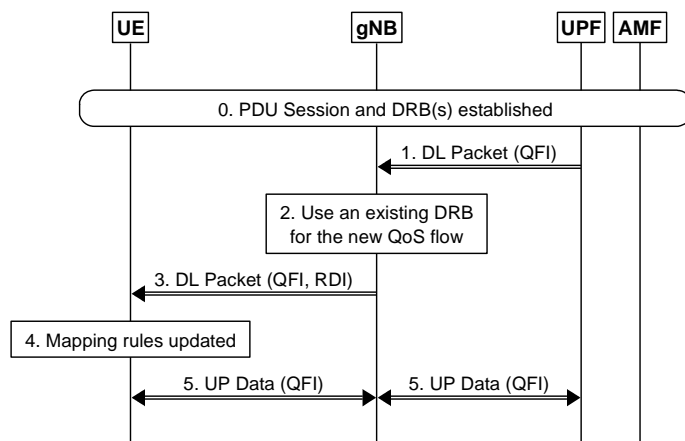 UE gNB UPF AMF
0. PDU Session and DRB(s) established
1. DL Packet (QFI)
2. Use an existing DRB
for the new QoS flow
3. DL Packet (QFI, RDI)
4. Mapping rules updated
5. UP Data (QFI) 5. UP Data (QFI)